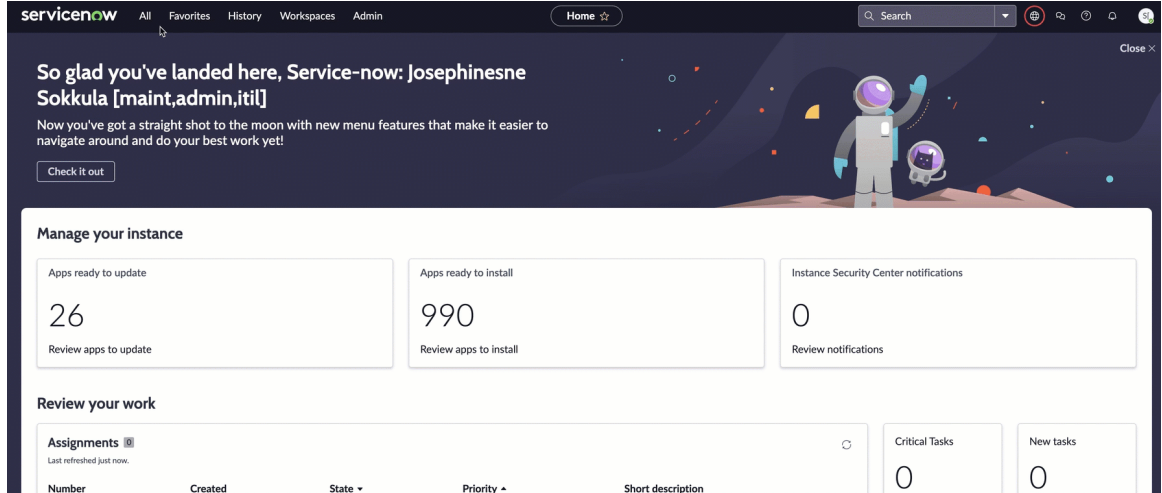 servicenow All Favorites History Workspaces Admin Home Search
Close
So glad you've landed here, Service-now: Josephinesne
Sokkula [maint,admin,itil]
Now you've got a straight shot to the moon with new menu features that make it easier to
navigate around and do your best work yet!
Check it out
Manage your instance
Apps ready to update
26
Review apps to update
Apps ready to install
990
Review apps to install
Instance Security Center notifications
0
Review notifications
Review your work
Assignments 0
Last refreshed just now.
Number Created State Priority Short description
Critical Tasks
0
New tasks
0